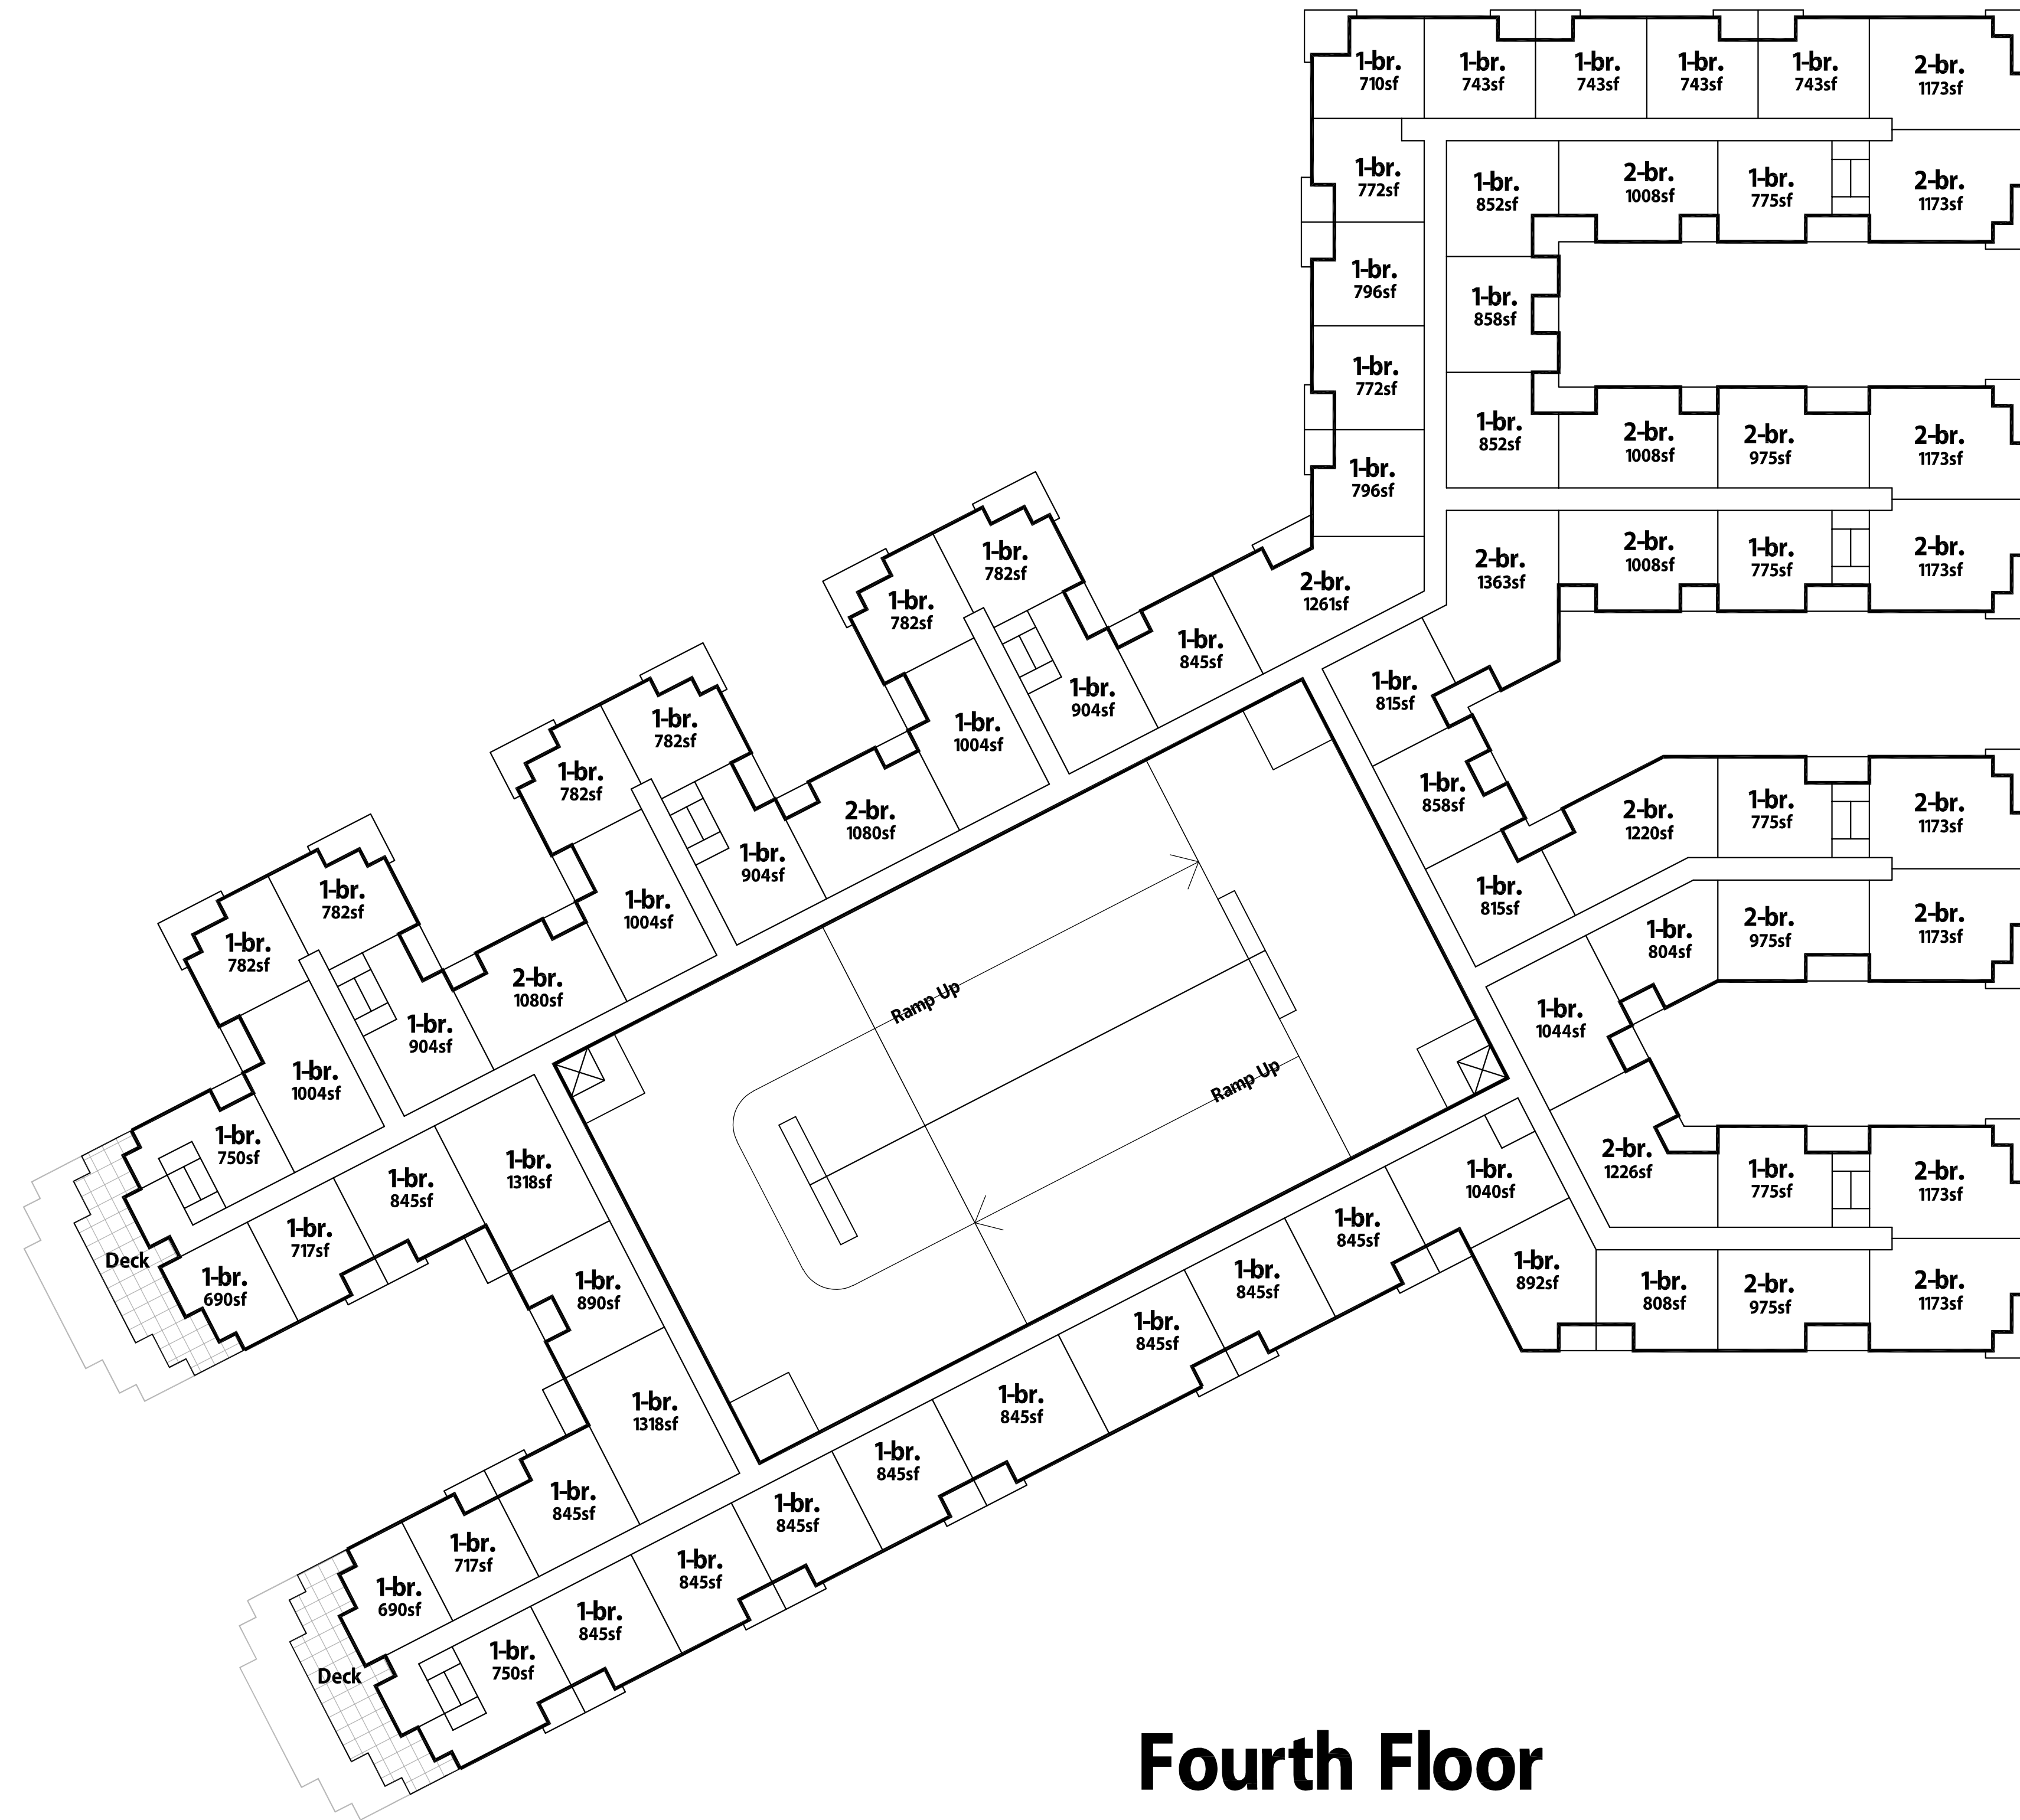 1-br.
710sf
1-br.
743sf
1-br.
743sf
1-br.
743sf
1-br.
743sf
2-br.
1173sf
1-br.
772sf
1-br.
852sf
2-br.
1008sf
1-br.
775sf
2-br.
1173sf
1-br.
796sf
1-br.
858sf
1-br.
772sf
1-br.
852sf
2-br.
1008sf
2-br.
975sf
2-br.
1173sf
1-br.
796sf
2-br.
1363sf
2-br.
1008sf
1-br.
775sf
2-br.
1173sf
1-br.
782sf
1-br.
782sf
2-br.
1261sf
1-br.
845sf
1-br.
904sf
1-br.
1004sf
1-br.
815sf
1-br.
782sf
1-br.
782sf
2-br.
1080sf
1-br.
904sf
1-br.
858sf
2-br.
1220sf
1-br.
775sf
2-br.
1173sf
1-br.
815sf
1-br.
804sf
2-br.
975sf
2-br.
1173sf
1-br.
782sf
1-br.
782sf
1-br.
1004sf
2-br.
1080sf
1-br.
904sf
1-br.
1004sf
Ramp Up
Ramp Up
1-br.
1044sf
1-br.
750sf
1-br.
845sf
1-br.
1318sf
1-br.
717sf
Deck
1-br.
690sf
1-br.
890sf
2-br.
1226sf
1-br.
775sf
2-br.
1173sf
1-br.
1040sf
1-br.
845sf
1-br.
845sf
1-br.
892sf
1-br.
808sf
2-br.
975sf
2-br.
1173sf
1-br.
845sf
1-br.
845sf
1-br.
1318sf
1-br.
845sf
1-br.
845sf
1-br.
845sf
1-br.
717sf
1-br.
690sf
1-br.
845sf
1-br.
845sf
1-br.
750sf
Deck
Fourth Floor